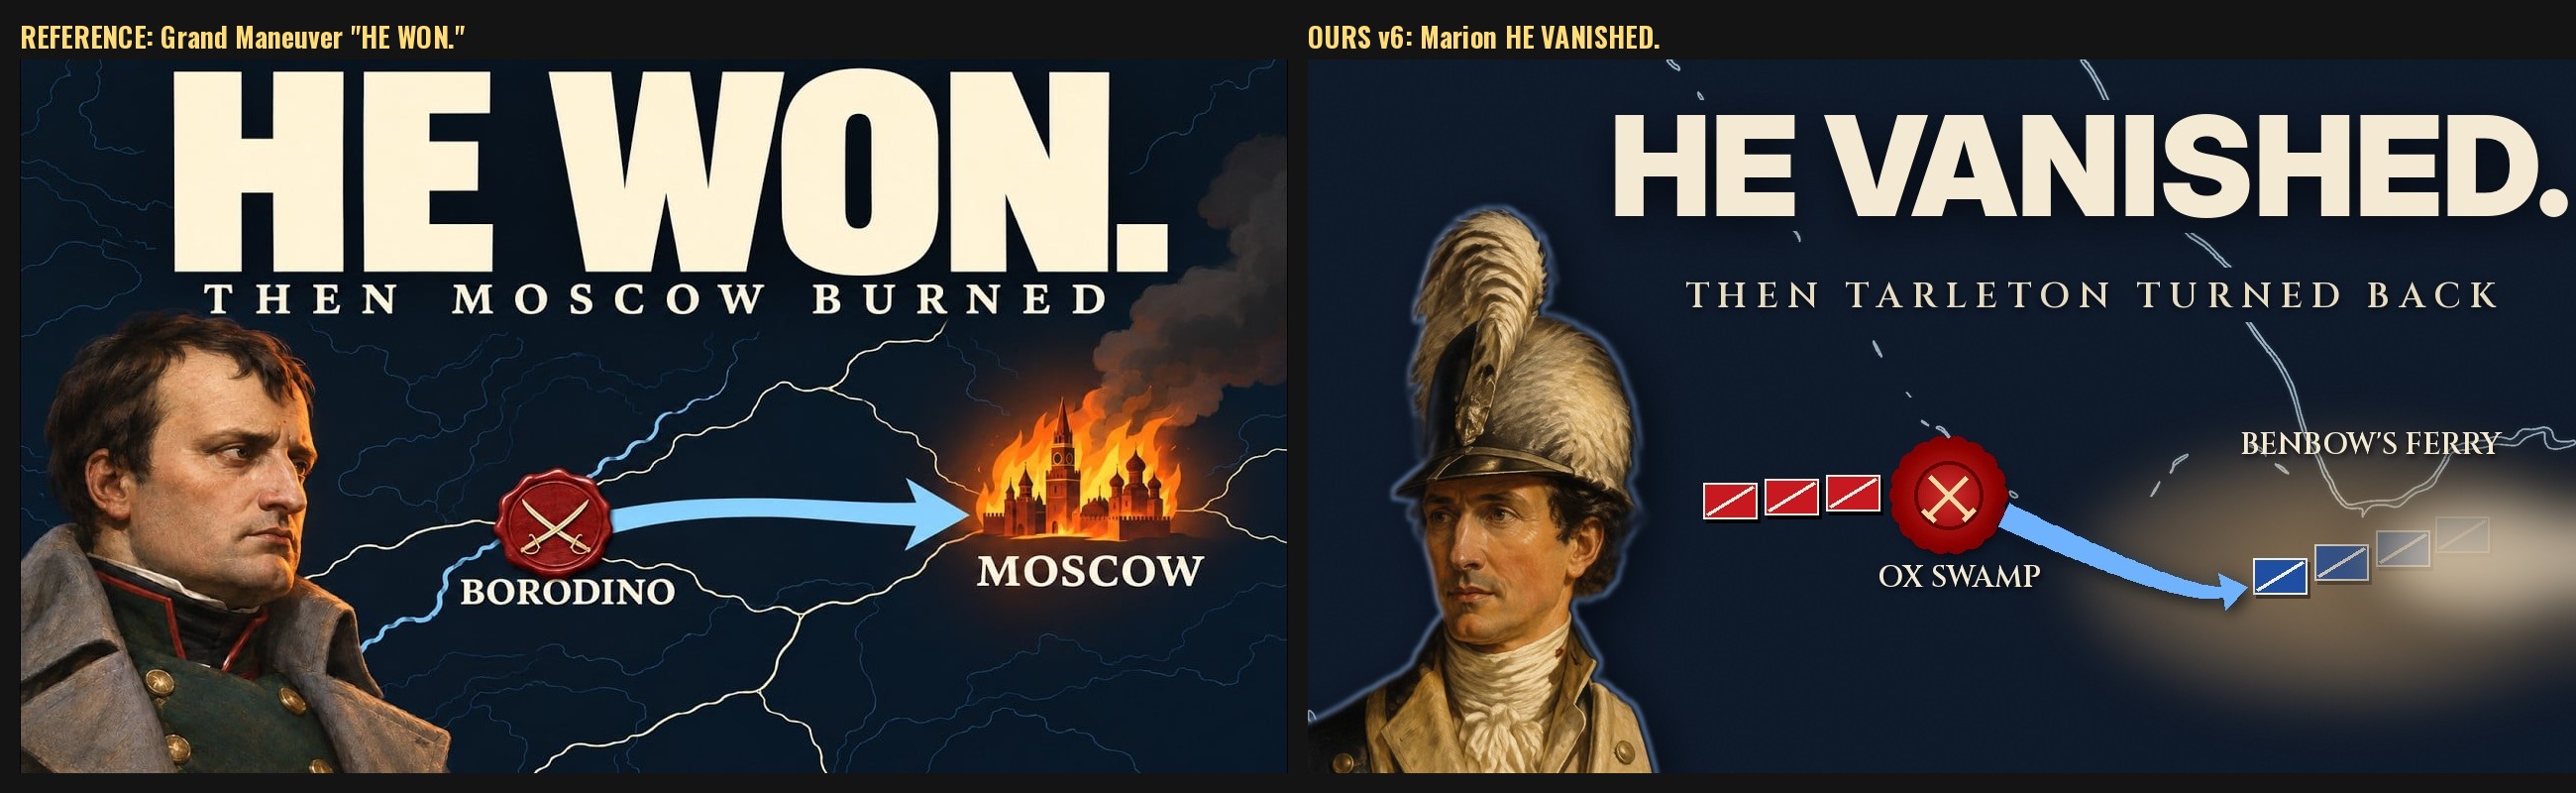 REFERENCE: Grand Maneuver "HE WON."
HE WON.
THEN MOSCOW BURNED
BORODINO
MOSCOW
OURS v6: Marion HE VANISHED.
HE VANISHED.
THEN TARLETON TURNED BACK
BENBOW'S FERRY
OX SWAMP